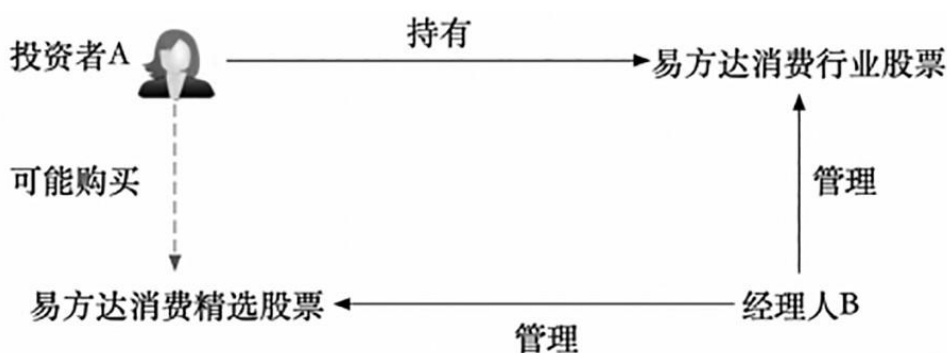 持有
投资者A
易方达消费行业股票
可能购买
管理
易方达消费精选股票
经理人B
管理